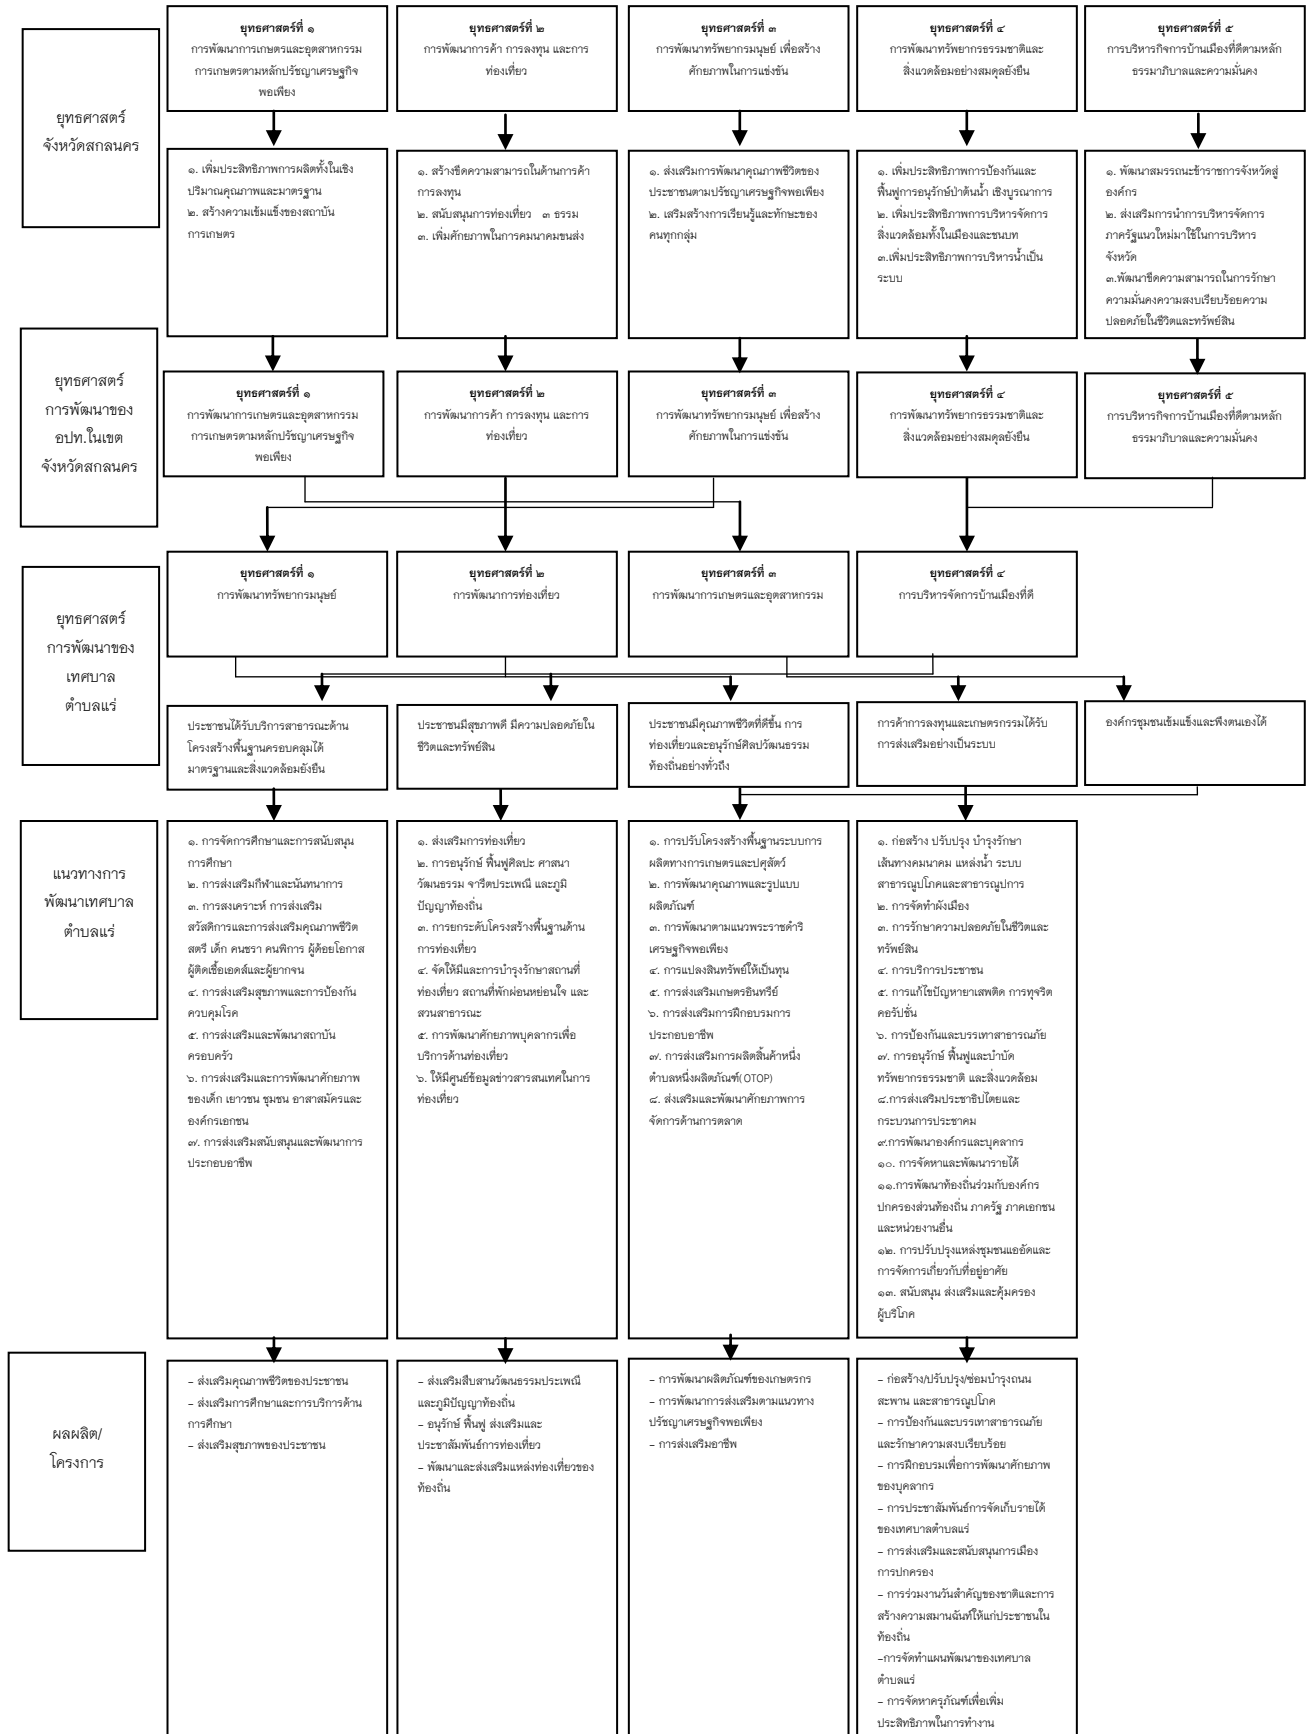 ยุทธศาสตร์
จังหวัดสกลนคร
ยุทธศาสตร์ที่ ๑
การพัฒนาการเกษตรและอุตสาหกรรม
การเกษตรตามหลักปรัชญาเศรษฐกิจ
พอเพียง
ยุทธศาสตร์ที่ ๒
การพัฒนาการค้า การลงทุน และการ
ท่องเที่ยว
ยุทธศาสตร์ที่ ๓
การพัฒนาทรัพยากรมนุษย์ เพื่อสร้าง
ศักยภาพในการแข่งขัน
ยุทธศาสตร์ที่ ๔
การพัฒนาทรัพยากรธรรมชาติและ
สิ่งแวดล้อมอย่างสมดุลยั่งยืน
ยุทธศาสตร์ที่ ๕
การบริหารกิจการบ้านเมืองที่ดีตามหลัก
ธรรมาภิบาลและความมั่นคง
๑. เพิ่มประสิทธิภาพการผลิตทั้งในเชิง
ปริมาณคุณภาพและมาตรฐาน
๒. สร้างความเข้มแข็งของสถาบัน
การเกษตร
๑. สร้างขีดความสามารถในด้านการค้า
การลงทุน
๒. สนับสนุนการท่องเที่ยว ๓ ธรรม
๓. เพิ่มศักยภาพในการคมนาคมขนส่ง
๑. ส่งเสริมการพัฒนาคุณภาพชีวิตของ
ประชาชนตามปรัชญาเศรษฐกิจพอเพียง
๒. เสริมสร้างการเรียนรู้และทักษะของ
คนทุกกลุ่ม
๑. เพิ่มประสิทธิภาพการป้องกันและ
ฟื้นฟูการอนุรักษ์ป่าต้นน้ำ เชิงบูรณาการ
๒. เพิ่มประสิทธิภาพการบริหารจัดการ
สิ่งแวดล้อมทั้งในเมืองและชนบท
๓.เพิ่มประสิทธิภาพการบริหารน้ำเป็น
ระบบ
๑. พัฒนาสมรรถนะข้าราชการจังหวัดสู่
องค์กร
๒. ส่งเสริมการนำการบริหารจัดการ
ภาครัฐแนวใหม่มาใช้ในการบริหาร
จังหวัด
๓.พัฒนาขีดความสามารถในการรักษา
ความมั่นคงความสงบเรียบร้อยความ
ปลอดภัยในชีวิตและทรัพย์สิน
ยุทธศาสตร์
การพัฒนาของ
อปท.ในเขต
จังหวัดสกลนคร
ยุทธศาสตร์ที่ ๑
การพัฒนาการเกษตรและอุตสาหกรรม
การเกษตรตามหลักปรัชญาเศรษฐกิจ
พอเพียง
ยุทธศาสตร์ที่ ๒
การพัฒนาการค้า การลงทุน และการ
ท่องเที่ยว
ยุทธศาสตร์ที่ ๓
การพัฒนาทรัพยากรมนุษย์ เพื่อสร้าง
ศักยภาพในการแข่งขัน
ยุทธศาสตร์ที่ ๔
การพัฒนาทรัพยากรธรรมชาติและ
สิ่งแวดล้อมอย่างสมดุลยั่งยืน
ยุทธศาสตร์ที่ ๕
การบริหารกิจการบ้านเมืองที่ดีตามหลัก
ธรรมาภิบาลและความมั่นคง
ยุทธศาสตร์
การพัฒนาของ
เทศบาล
ตำบลแร่
ยุทธศาสตร์ที่ ๑
การพัฒนาทรัพยากรมนุษย์
ยุทธศาสตร์ที่ ๒
การพัฒนาการท่องเที่ยว
ยุทธศาสตร์ที่ ๓
การพัฒนาการเกษตรและอุตสาหกรรม
ยุทธศาสตร์ที่ ๔
การบริหารจัดการบ้านเมืองที่ดี
ประชาชนได้รับบริการสาธารณะด้าน
โครงสร้างพื้นฐานครอบคลุมได้
มาตรฐานและสิ่งแวดล้อมยั่งยืน
ประชาชนมีสุขภาพดี มีความปลอดภัยใน
ชีวิตและทรัพย์สิน
ประชาชนมีคุณภาพชีวิตที่ดีขึ้น การ
ท่องเที่ยวและอนุรักษ์ศิลปวัฒนธรรม
ท้องถิ่นอย่างทั่วถึง
การค้าการลงทุนและเกษตรกรรมได้รับ
การส่งเสริมอย่างเป็นระบบ
องค์กรชุมชนเข้มแข็งและพึ่งตนเองได้
แนวทางการ
พัฒนาเทศบาล
ตำบลแร่
๑. การจัดการศึกษาและการสนับสนุน
การศึกษา
๒. การส่งเสริมกีฬาและนันทนาการ
๓. การสงเคราะห์ การส่งเสริม
สวัสดิการและการส่งเสริมคุณภาพชีวิต
สตรี เด็ก คนชรา คนพิการ ผู้ด้อยโอกาส
ผู้ติดเชื้อเอดส์และผู้ยากจน
๔. การส่งเสริมสุขภาพและการป้องกัน
ควบคุมโรค
๕. การส่งเสริมและพัฒนาสถาบัน
ครอบครัว
๖. การส่งเสริมและการพัฒนาศักยภาพ
ของเด็ก เยาวชน ชุมชน อาสาสมัครและ
องค์กรเอกชน
๗. การส่งเสริมสนับสนุนและพัฒนาการ
ประกอบอาชีพ
๑. ส่งเสริมการท่องเที่ยว
๒. การอนุรักษ์ ฟื้นฟูศิลปะ ศาสนา
วัฒนธรรม จารีตประเพณี และภูมิ
ปัญญาท้องถิ่น
๓. การยกระดับโครงสร้างพื้นฐานด้าน
การท่องเที่ยว
๔. จัดให้มีและการบำรุงรักษาสถานที่
ท่องเที่ยว สถานที่พักผ่อนหย่อนใจ และ
สวนสาธารณะ
๕. การพัฒนาศักยภาพบุคลากรเพื่อ
บริการด้านท่องเที่ยว
๖. ให้มีศูนย์ข้อมูลข่าวสารสนเทศในการ
ท่องเที่ยว
๑. การปรับโครงสร้างพื้นฐานระบบการ
ผลิตทางการเกษตรและปศุสัตว์
๒. การพัฒนาคุณภาพและรูปแบบ
ผลิตภัณฑ์
๓. การพัฒนาตามแนวพระราชดำริ
เศรษฐกิจพอเพียง
๔. การแปลงสินทรัพย์ให้เป็นทุน
๕. การส่งเสริมเกษตรอินทรีย์
๖. การส่งเสริมการฝึกอบรมการ
ประกอบอาชีพ
๗. การส่งเสริมการผลิตสิ้นค้าหนึ่ง
ตำบลหนึ่งผลิตภัณฑ์(OTOP)
๘. ส่งเสริมและพัฒนาศักยภาพการ
จัดการด้านการตลาด
๑. ก่อสร้าง ปรับปรุง บำรุงรักษา
เส้นทางคมนาคม แหล่งน้ำ ระบบ
สาธารณูปโภคและสาธารณูปการ
๒. การจัดทำผังเมือง
๓. การรักษาความปลอดภัยในชีวิตและ
ทรัพย์สิน
๔. การบริการประชาชน
๕. การแก้ไขปัญหายาเสพติด การทุจริต
คอรัปชั่น
๖. การป้องกันและบรรเทาสาธารณภัย
๗. การอนุรักษ์ ฟื้นฟูและบำบัด
ทรัพยากรธรรมชาติ และสิ่งแวดล้อม
๘.การส่งเสริมประชาธิปไตยและ
กระบวนการประชาคม
๙.การพัฒนาองค์กรและบุคลากร
๑๐. การจัดหาและพัฒนารายได้
๑๑.การพัฒนาท้องถิ่นร่วมกับองค์กร
ปกครองส่วนท้องถิ่น ภาครัฐ ภาคเอกชน
และหน่วยงานอื่น
๑๒. การปรับปรุงแหล่งชุมชนแออัดและ
การจัดการเกี่ยวกับที่อยู่อาศัย
๑๓. สนับสนุน ส่งเสริมและคุ้มครอง
ผู้บริโภค
ผลผลิต/
โครงการ
– ส่งเสริมคุณภาพชีวิตของประชาชน
– ส่งเสริมการศึกษาและการบริการด้าน
การศึกษา
– ส่งเสริมสุขภาพของประชาชน
– ส่งเสริมสืบสานวัฒนธรรมประเพณี
และภูมิปัญญาท้องถิ่น
– อนุรักษ์ ฟื้นฟู ส่งเสริมและ
ประชาสัมพันธ์การท่องเที่ยว
– พัฒนาและส่งเสริมแหล่งท่องเที่ยวของ
ท้องถิ่น
– การพัฒนาผลิตภัณฑ์ของเกษตรกร
– การพัฒนาการส่งเสริมตามแนวทาง
ปรัชญาเศรษฐกิจพอเพียง
– การส่งเสริมอาชีพ
– ก่อสร้าง/ปรับปรุง/ซ่อมบำรุงถนน
สะพาน และสาธารณูปโภค
– การป้องกันและบรรเทาสาธารณภัย
และรักษาความสงบเรียบร้อย
– การฝึกอบรมเพื่อการพัฒนาศักยภาพ
ของบุคลากร
– การประชาสัมพันธ์การจัดเก็บรายได้
ของเทศบาลตำบลแร่
– การส่งเสริมและสนับสนุนการเมือง
การปกครอง
– การร่วมงานวันสำคัญของชาติและการ
สร้างความสมานฉันท์ให้แก่ประชาชนใน
ท้องถิ่น
–การจัดทำแผนพัฒนาของเทศบาล
ตำบลแร่
– การจัดหาครุภัณฑ์เพื่อเพิ่ม
ประสิทธิภาพในการทำงาน